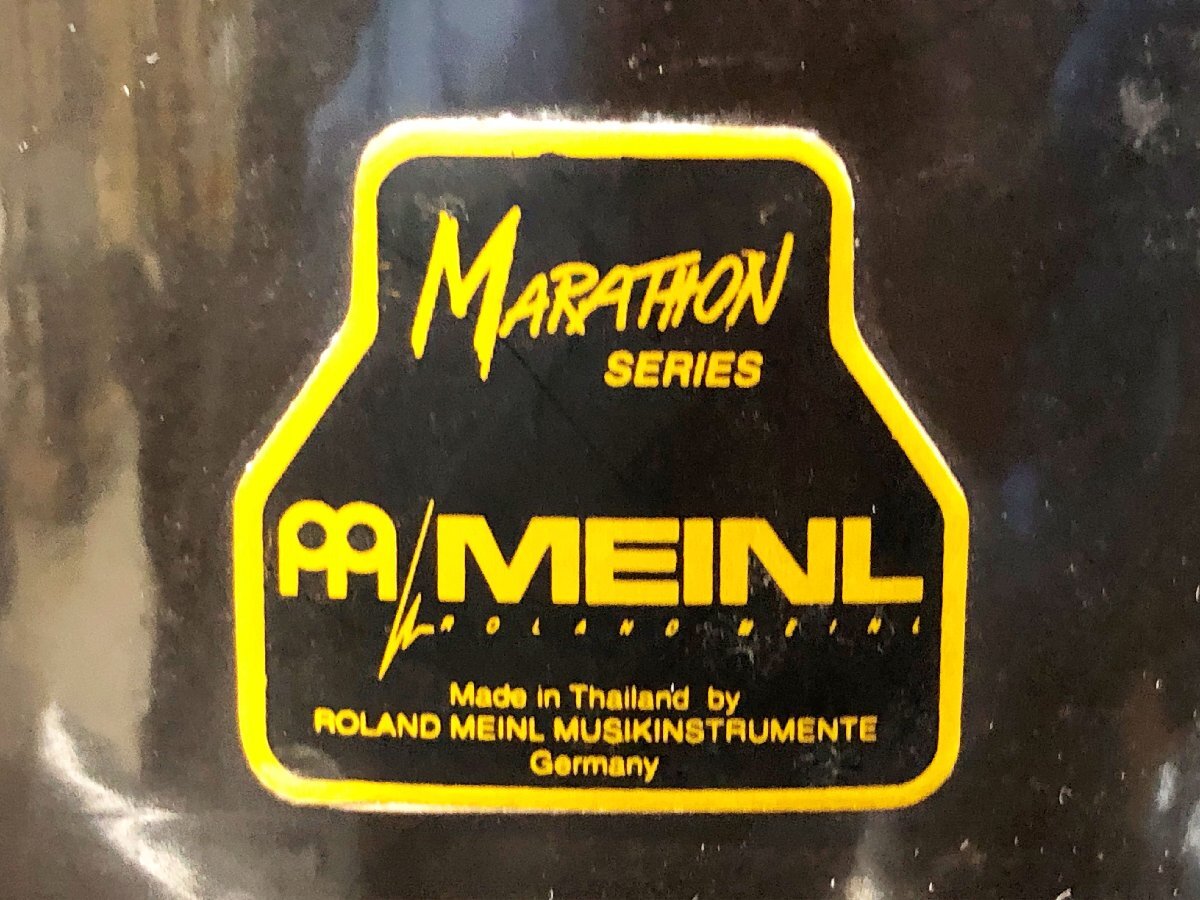 MARATHON
SERIES
MEINL
ROLAND MEINL
Made in Thailand by
ROLAND MEINL MUSIKINSTRUMENTE
Germany